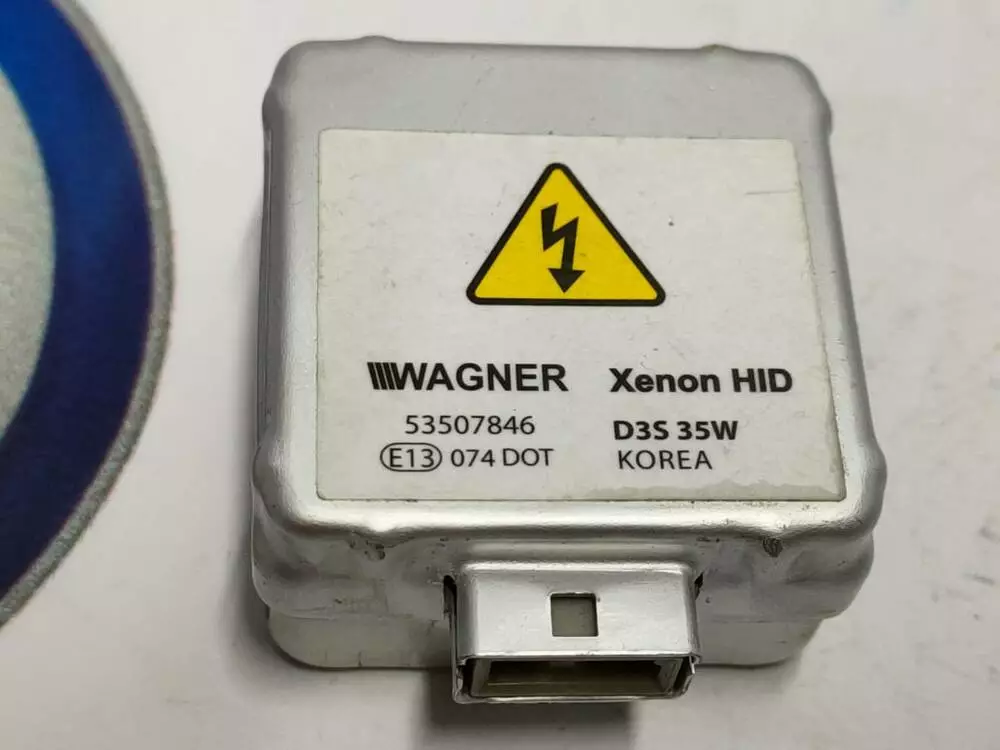 WAGNER Xenon HID
53507846 D3S 35W
E13 074 DOT KOREA